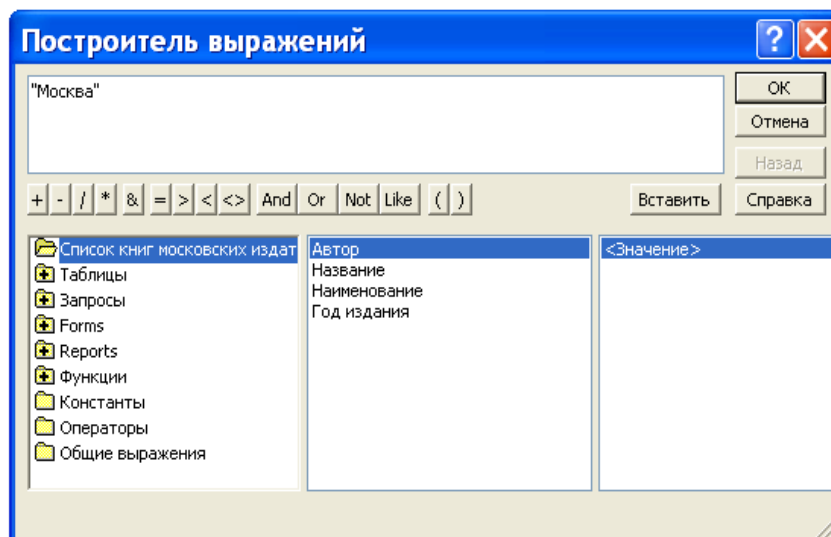 Построитель выражений
"Москва"
OK
Отмена
Назад
+ - / * & = > < <> And Or Not Like ( ) Вставить Справка
Список книг московских издат
Таблицы
Запросы
Forms
Reports
Функции
Константы
Операторы
Общие выражения
Автор
Название
Наименование
Год издания
<Значение>